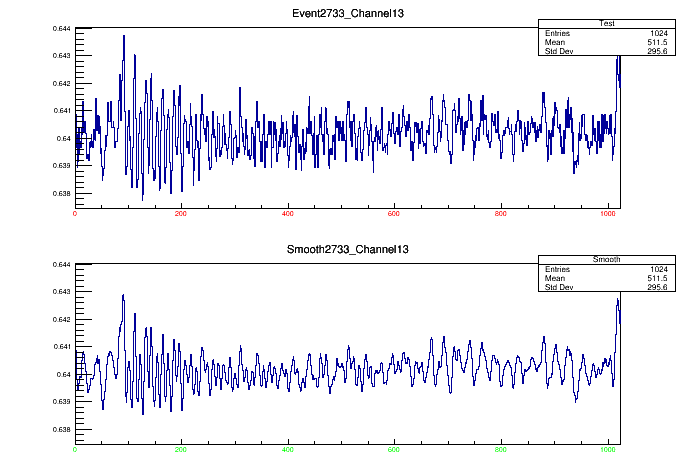 Event2733_Channel13
Test
Entries 1024
Mean 511.5
Std Dev 295.6
0.644
0.643
0.642
0.641
0.64
0.639
0.638
0 200 400 600 800 1000
Smooth2733_Channel13
Smooth
Entries 1024
Mean 511.5
Std Dev 295.6
0.644
0.643
0.642
0.641
0.64
0.639
0.638
0 200 400 600 800 1000